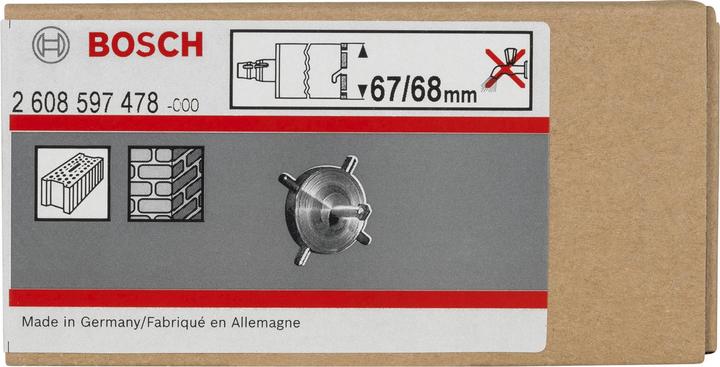 BOSCH
2 608 597 478 -000
67/68mm
Made in Germany/Fabriqué en Allemagne